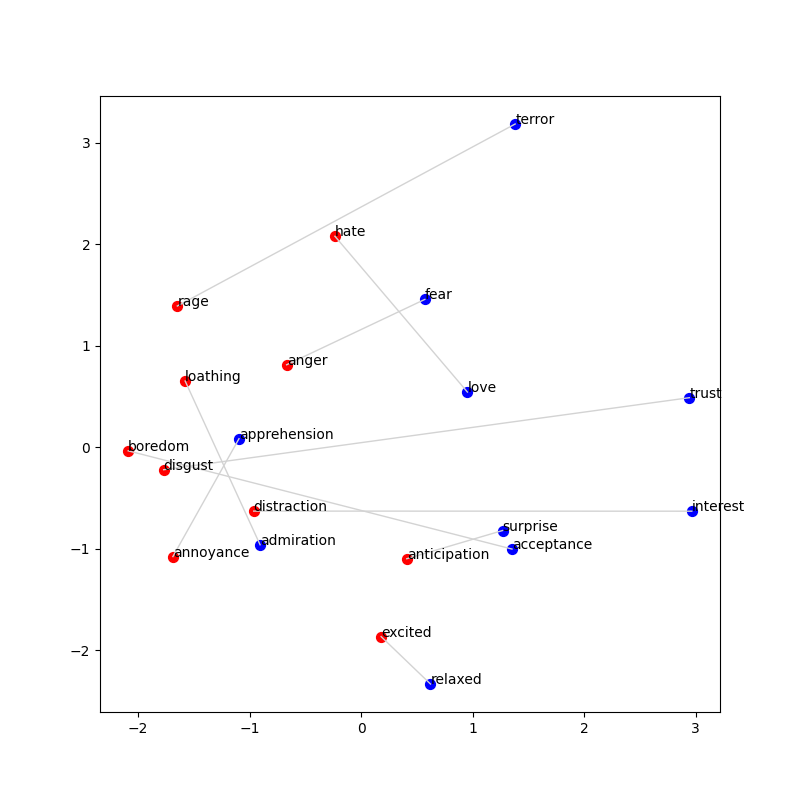 terror
hate
fear
rage
anger
loathing
love
trust
apprehension
boredom
disgust
distraction
interest
surprise
admiration
acceptance
annoyance
anticipation
excited
relaxed
3
2
1
0
−1
−2
−2 −1 0 1 2 3